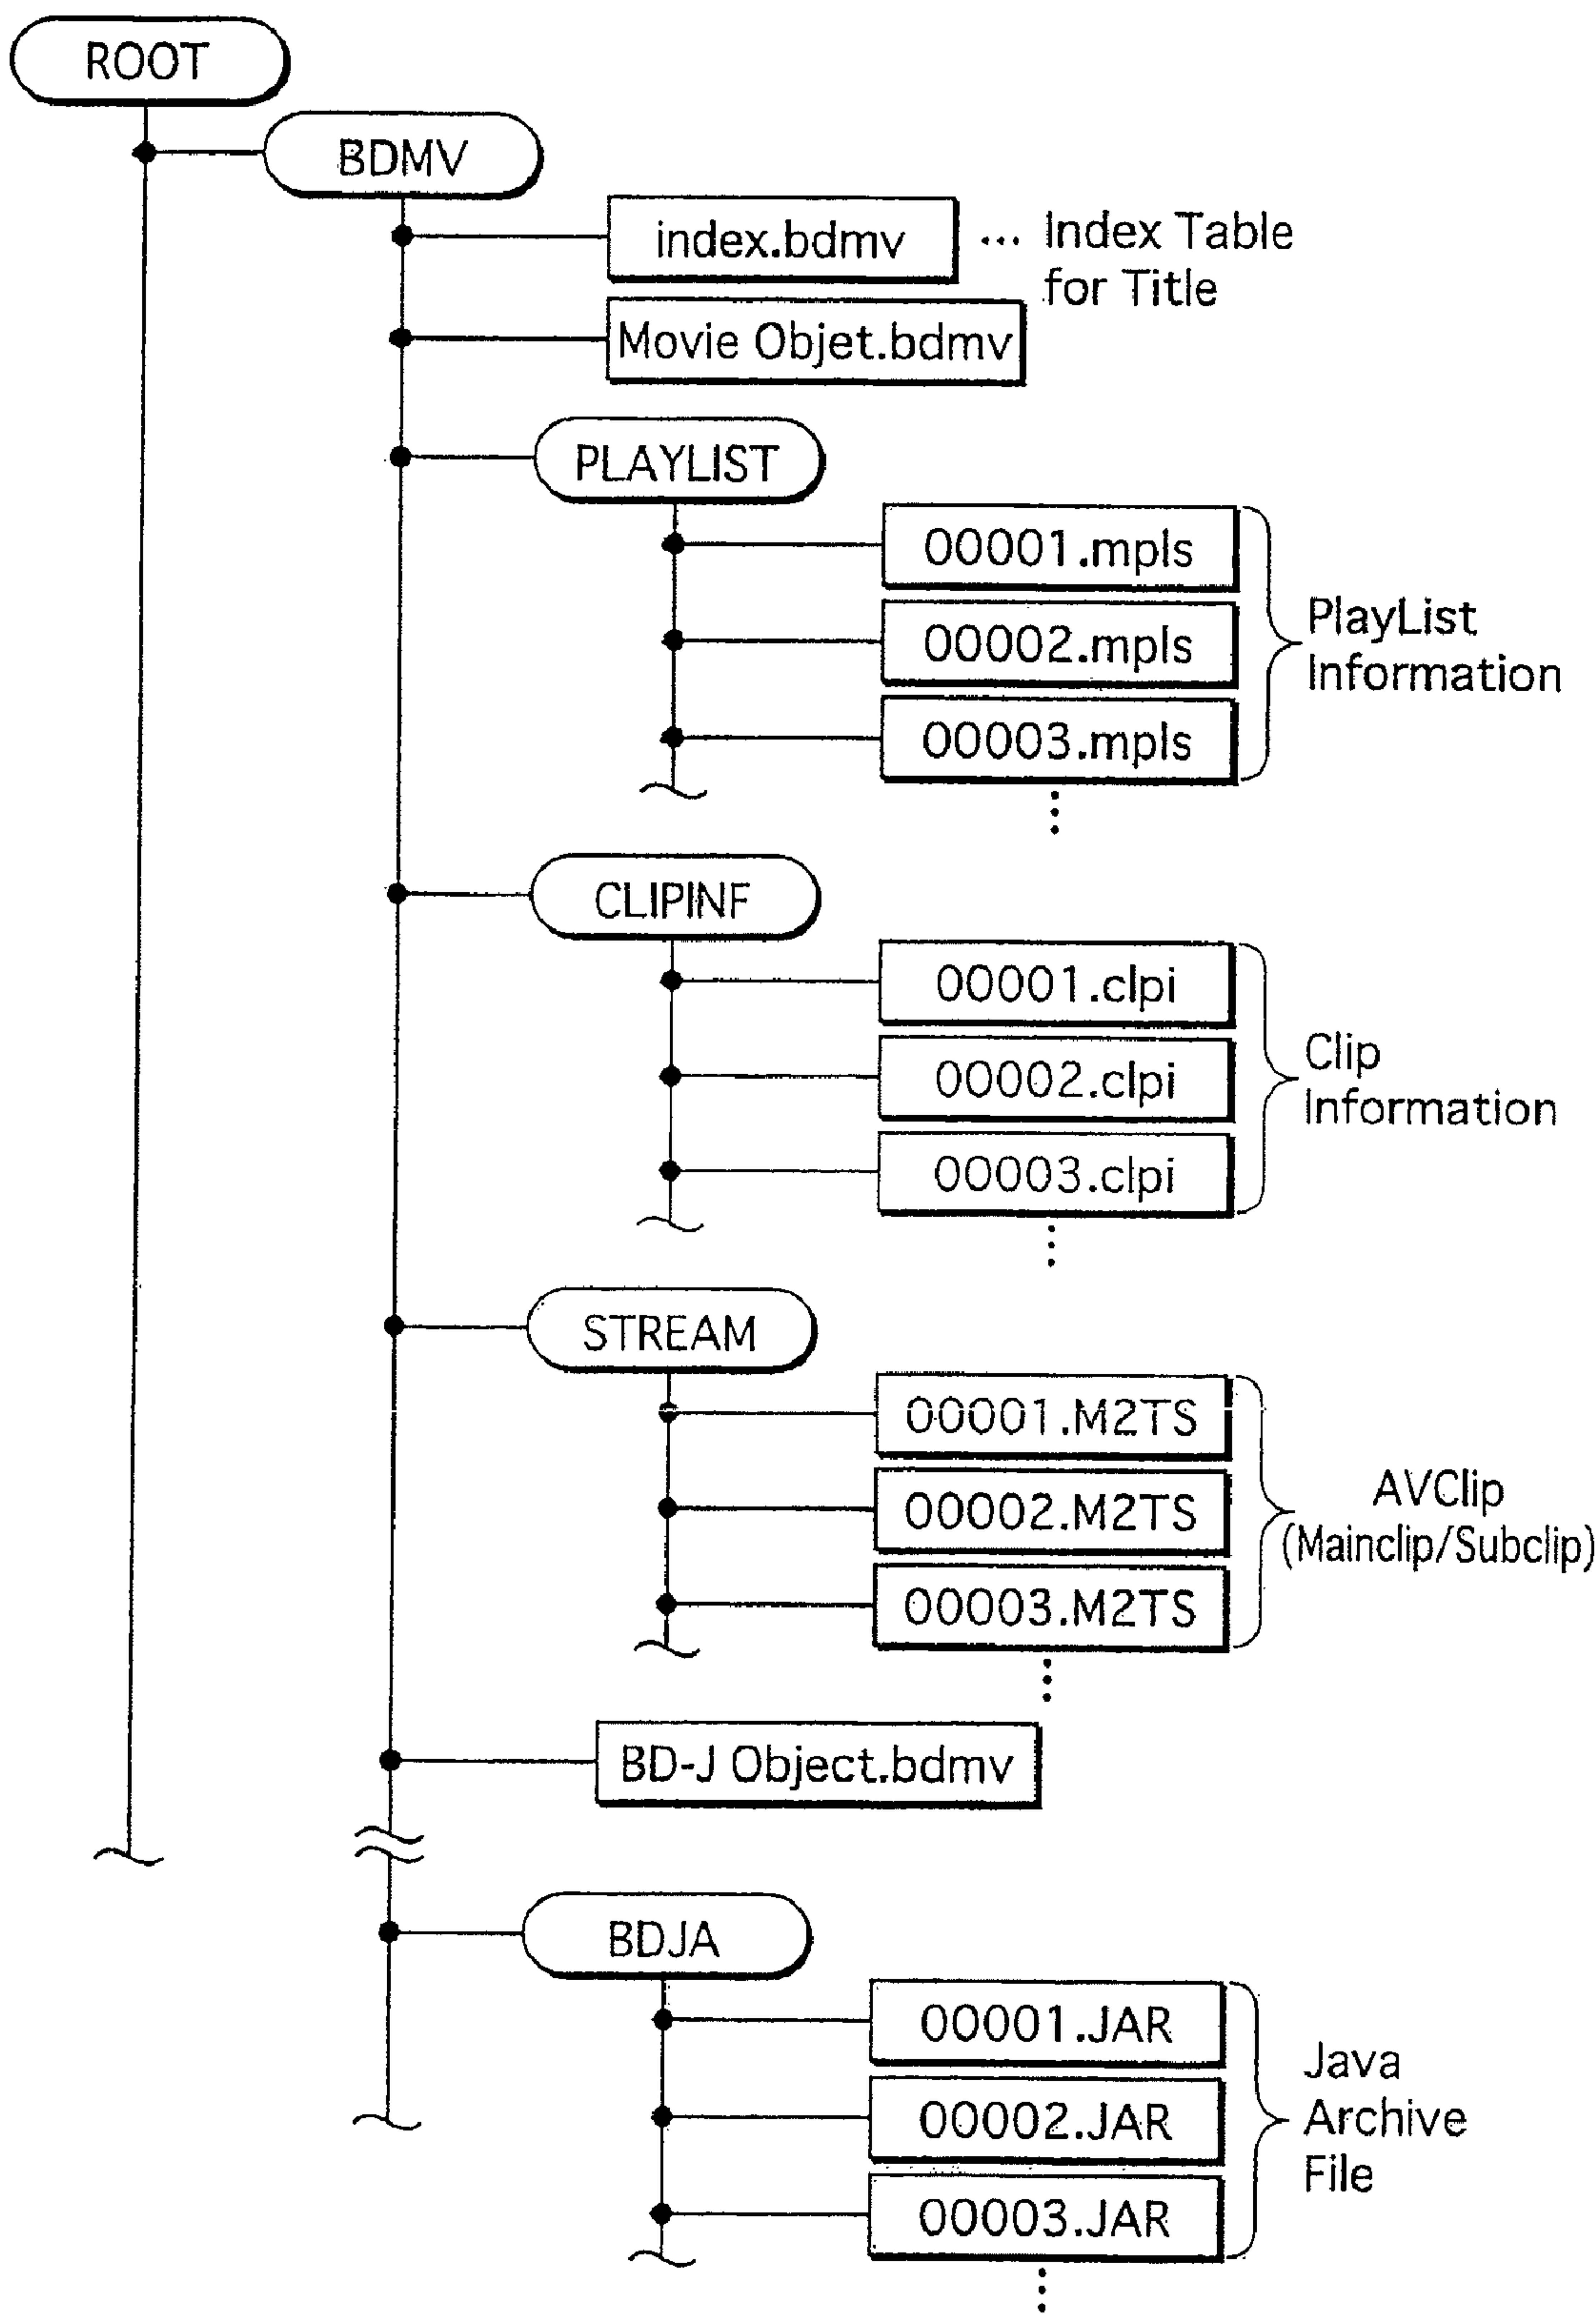 ROOT
BDMV
index.bdmv ... Index Table
for Title
Movie Objet.bdmv
PLAYLIST
00001.mpls
00002.mpls
00003.mpls
PlayList
Information
CLIPINF
00001.clpi
00002.clpi
00003.clpi
Clip
Information
STREAM
00001.M2TS
00002.M2TS
00003.M2TS
AVClip
(Mainclip/Subclip)
BD-J Object.bdmv
BDJA
00001.JAR
00002.JAR
00003.JAR
Java
Archive
File